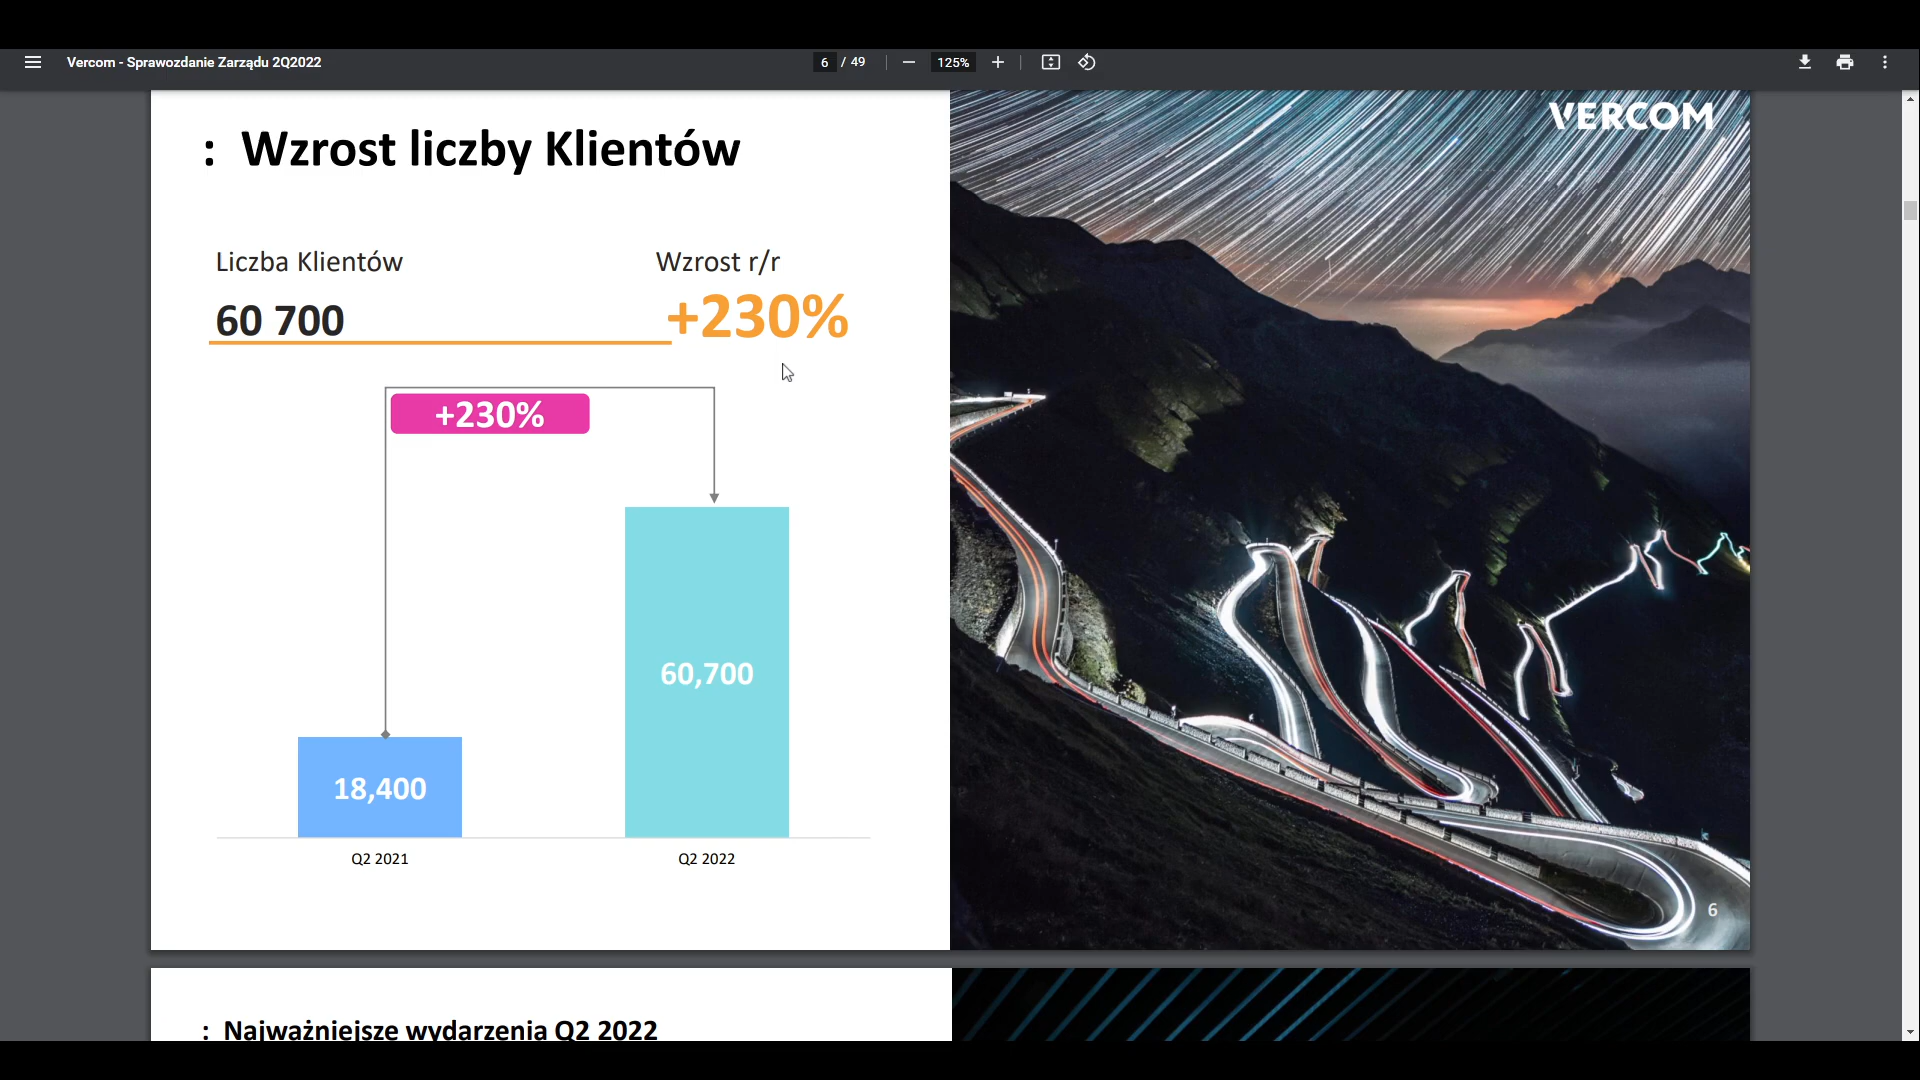 Vercom - Sprawozdanie Zarządu 2Q2022
6 / 49
125%
VERCOM
: Wzrost liczby Klientów
Liczba Klientów
Wzrost r/r
60 700
+230%
+230%
60,700
18,400
Q2 2021
Q2 2022
6
: Najważniejsze wydarzenia Q2 2022